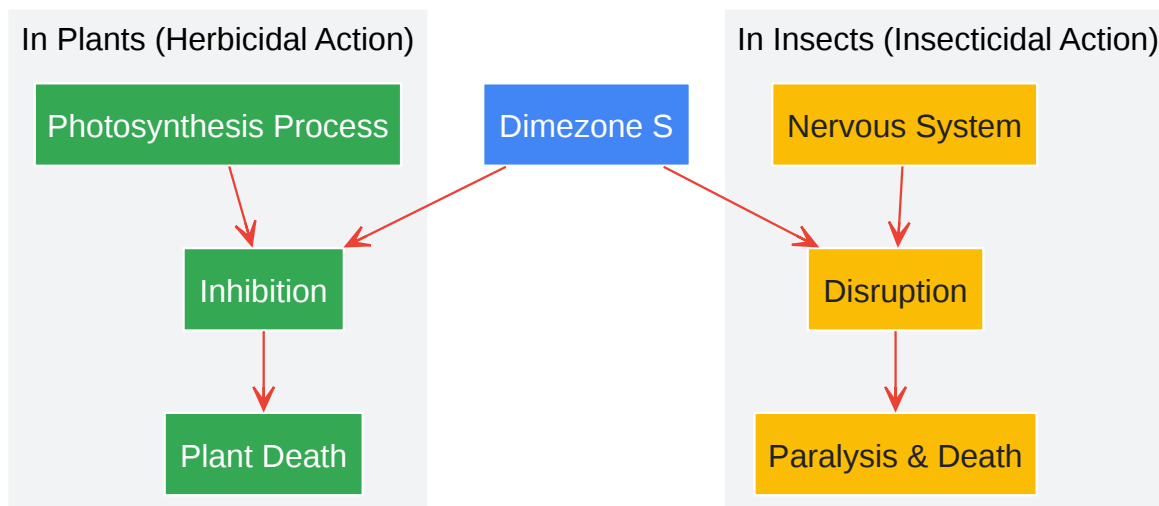 In Plants (Herbicidal Action)
In Insects (Insecticidal Action)
Photosynthesis Process
Dimezone S
Nervous System
Inhibition
Disruption
Plant Death
Paralysis & Death